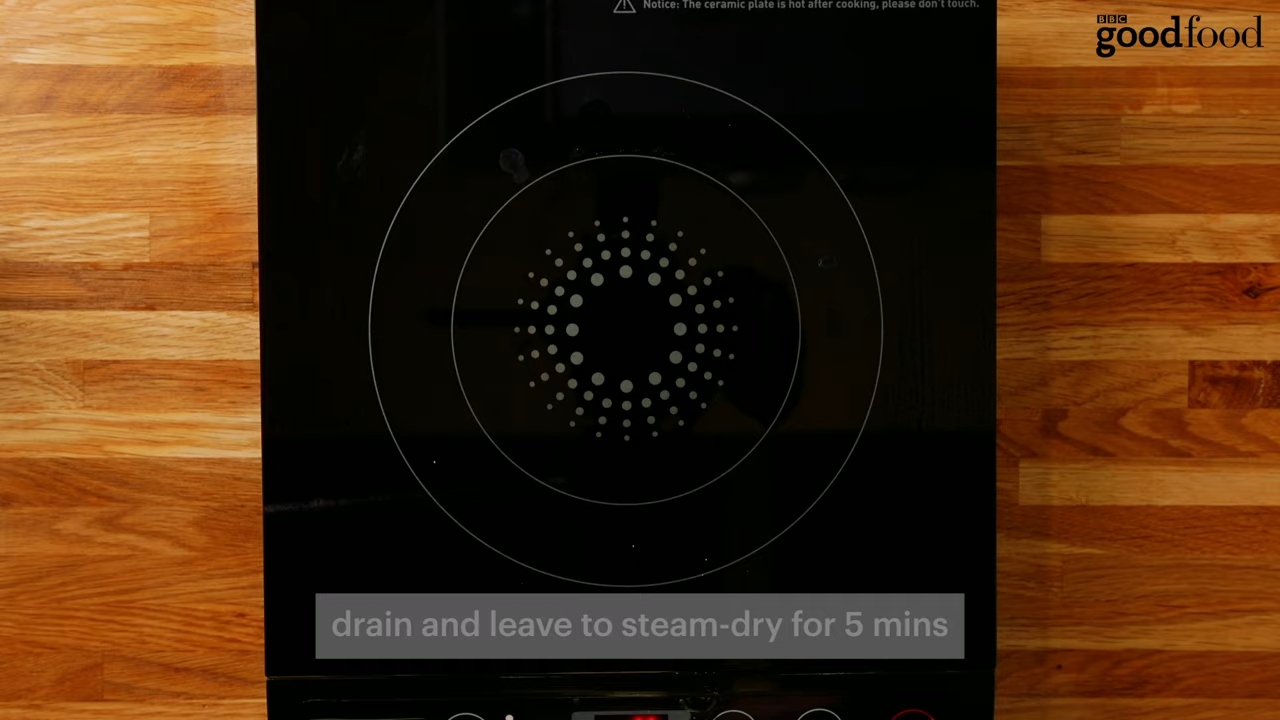 Notice: The ceramic plate is hot after cooking, please don't touch.
BBC
goodfood
drain and leave to steam-dry for 5 mins